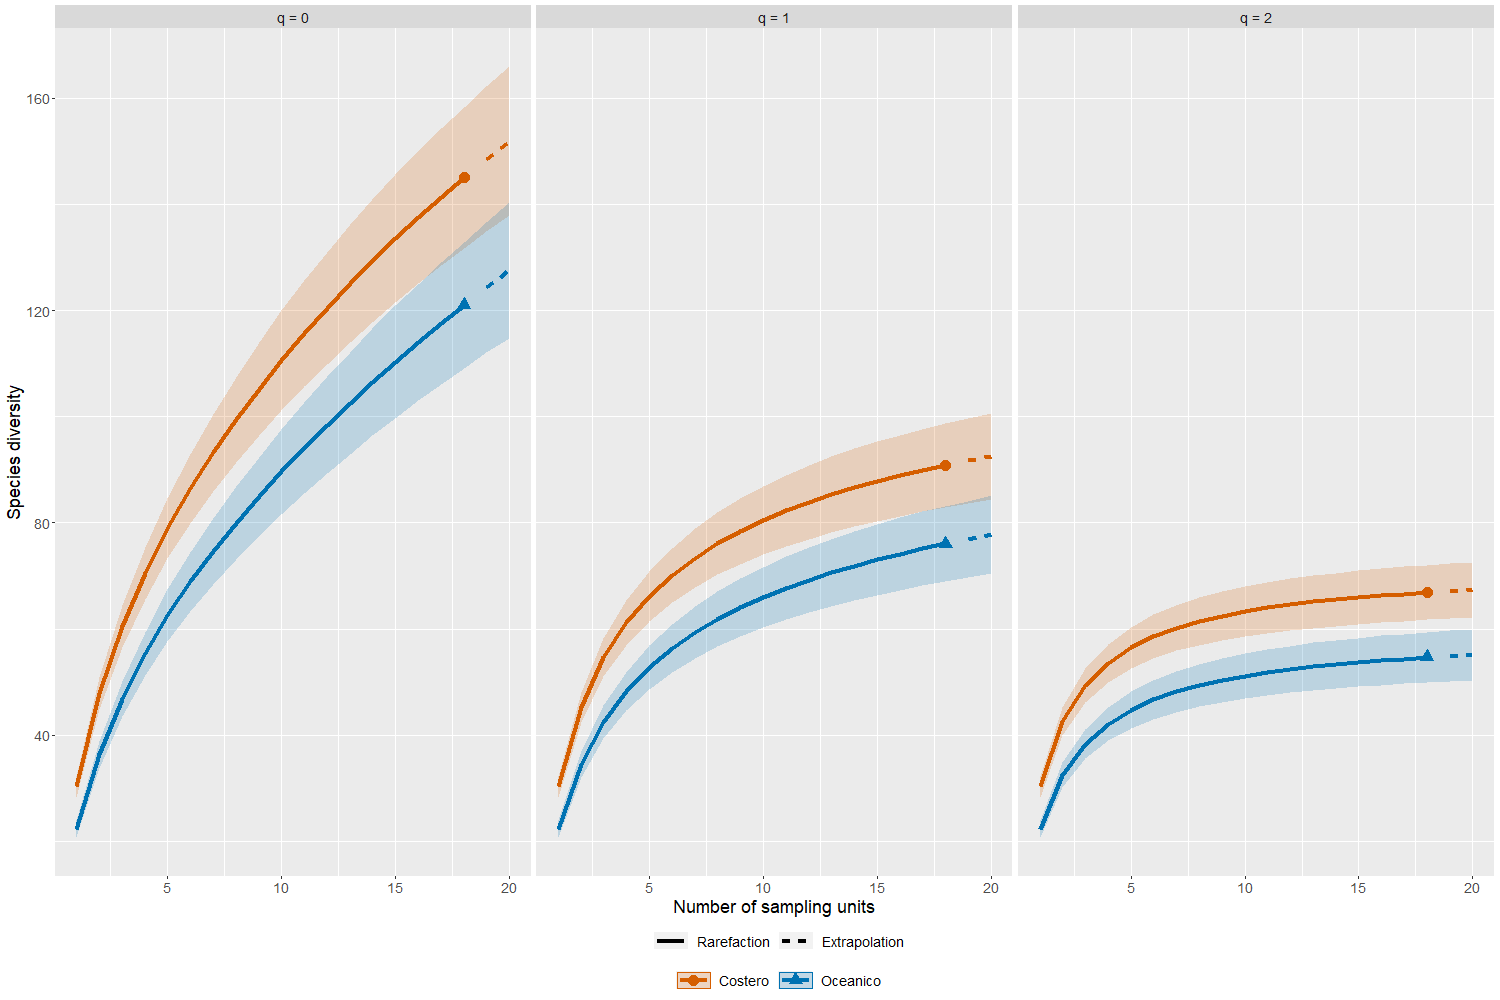 q = 0 q = 1 q = 2
160
120
80
40
Species diversity
5 10 15 20 5 10 15 20 5 10 15 20
Number of sampling units
Rarefaction Extrapolation
Costero Oceanico